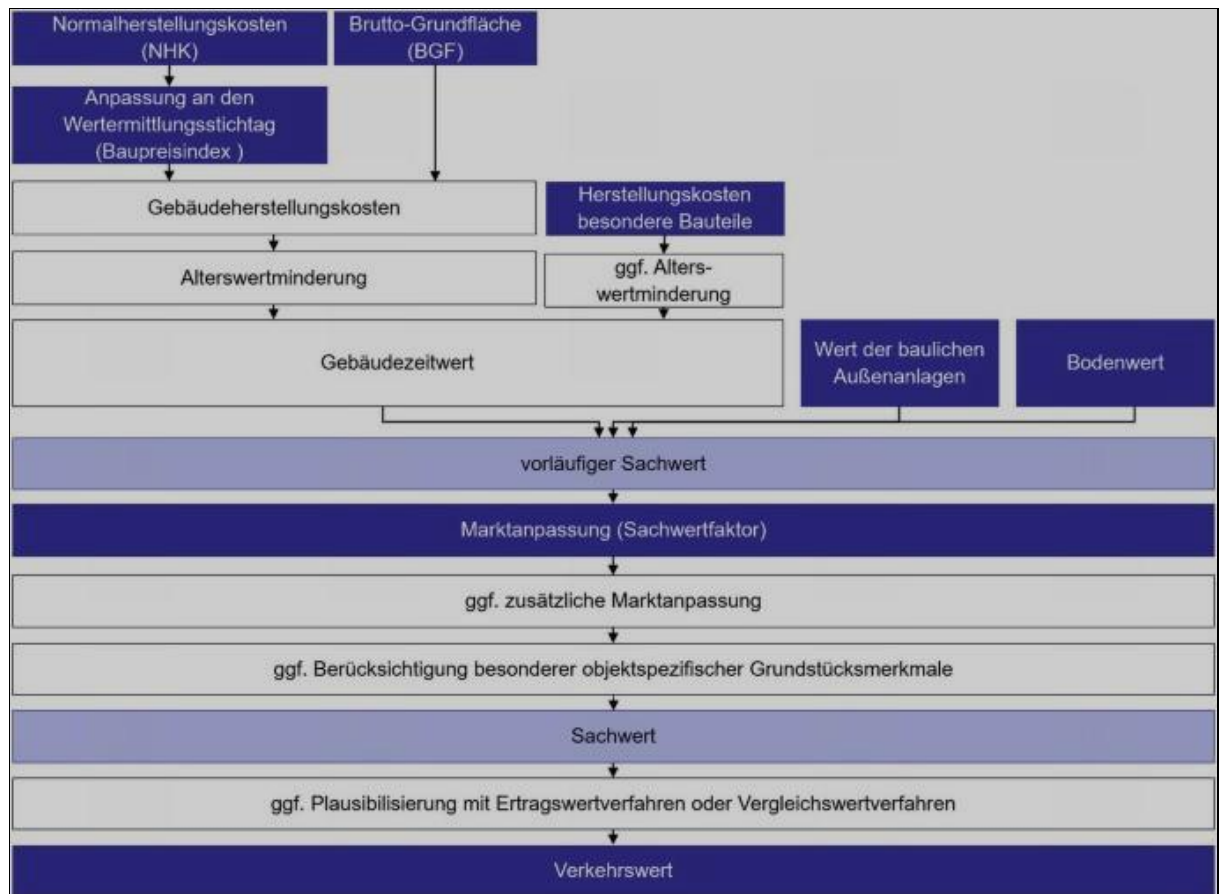 Normalherstellungskosten
(NHK)
Brutto-Grundfläche
(BGF)
Anpassung an den
Wertermittlungsstichtag
(Baupreisindex )
Gebäudeherstellungskosten
Herstellungskosten
besondere Bauteile
Alterswertminderung
ggf. Alters-
wertminderung
Gebäudezeitwert
Wert der baulichen
Außenanlagen
Bodenwert
vorläufiger Sachwert
Marktanpassung (Sachwertfaktor)
ggf. zusätzliche Marktanpassung
ggf. Berücksichtigung besonderer objektspezifischer Grundstücksmerkmale
Sachwert
ggf. Plausibilisierung mit Ertragswertverfahren oder Vergleichswertverfahren
Verkehrswert